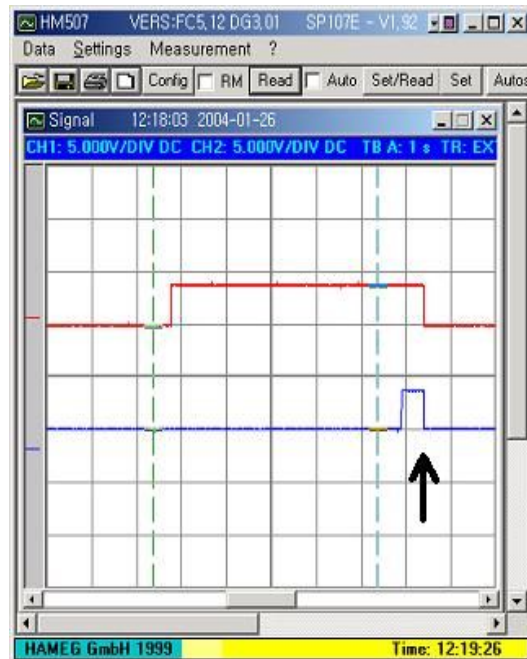 HM507 VERS:FC5,12 DG3,01 SP107E - V1,92
Data Settings Measurement ?
Config RM Read Auto Set/Read Set Autos
Signal 12:18:03 2004-01-26
CH1: 5.000V/DIV DC CH2: 5.000V/DIV DC TB A: 1 s TR: EXT
HAMEG GmbH 1999 Time: 12:19:26